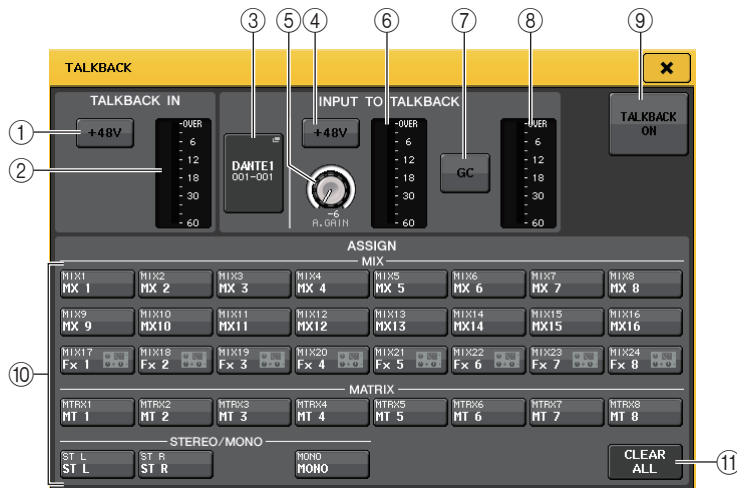 ③ ⑤ ④ ⑥ ⑦ ⑧ ⑨
TALKBACK ×
TALKBACK IN
INPUT TO TALKBACK
TALKBACK ON
① +48V
②
OVER
6
12
18
30
60
DANTE1
001-001
+48V
-6
A.GAIN
OVER
6
12
18
30
60
GC
OVER
6
12
18
30
60
ASSIGN
MIX
MIX1 MIX2 MIX3 MIX4 MIX5 MIX6 MIX7 MIX8
MX 1 MX 2 MX 3 MX 4 MX 5 MX 6 MX 7 MX 8
MIX9 MIX10 MIX11 MIX12 MIX13 MIX14 MIX15 MIX16
MX 9 MX10 MX11 MX12 MX13 MX14 MX15 MX16
MIX17 MIX18 MIX19 MIX20 MIX21 MIX22 MIX23 MIX24
Fx 1 Fx 2 Fx 3 Fx 4 Fx 5 Fx 6 Fx 7 Fx 8
⑩
MATRIX
MTRX1 MTRX2 MTRX3 MTRX4 MTRX5 MTRX6 MTRX7 MTRX8
MT 1 MT 2 MT 3 MT 4 MT 5 MT 6 MT 7 MT 8
STEREO/MONO
ST L ST R MONO
ST L ST R MONO
CLEAR ALL ⑪